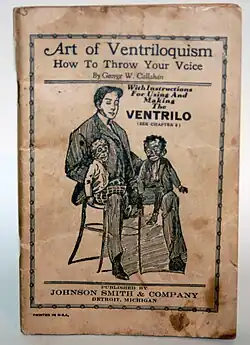 Art of Ventriloquism
How To Throw Your Voice
By George W. Callahan
With Instructions
For Using And
Making
The
VENTRILO
(SEE CHAPTER 8)
PUBLISHED BY
JOHNSON SMITH & COMPANY
DETROIT, MICHIGAN
PRINTED IN U.S.A.